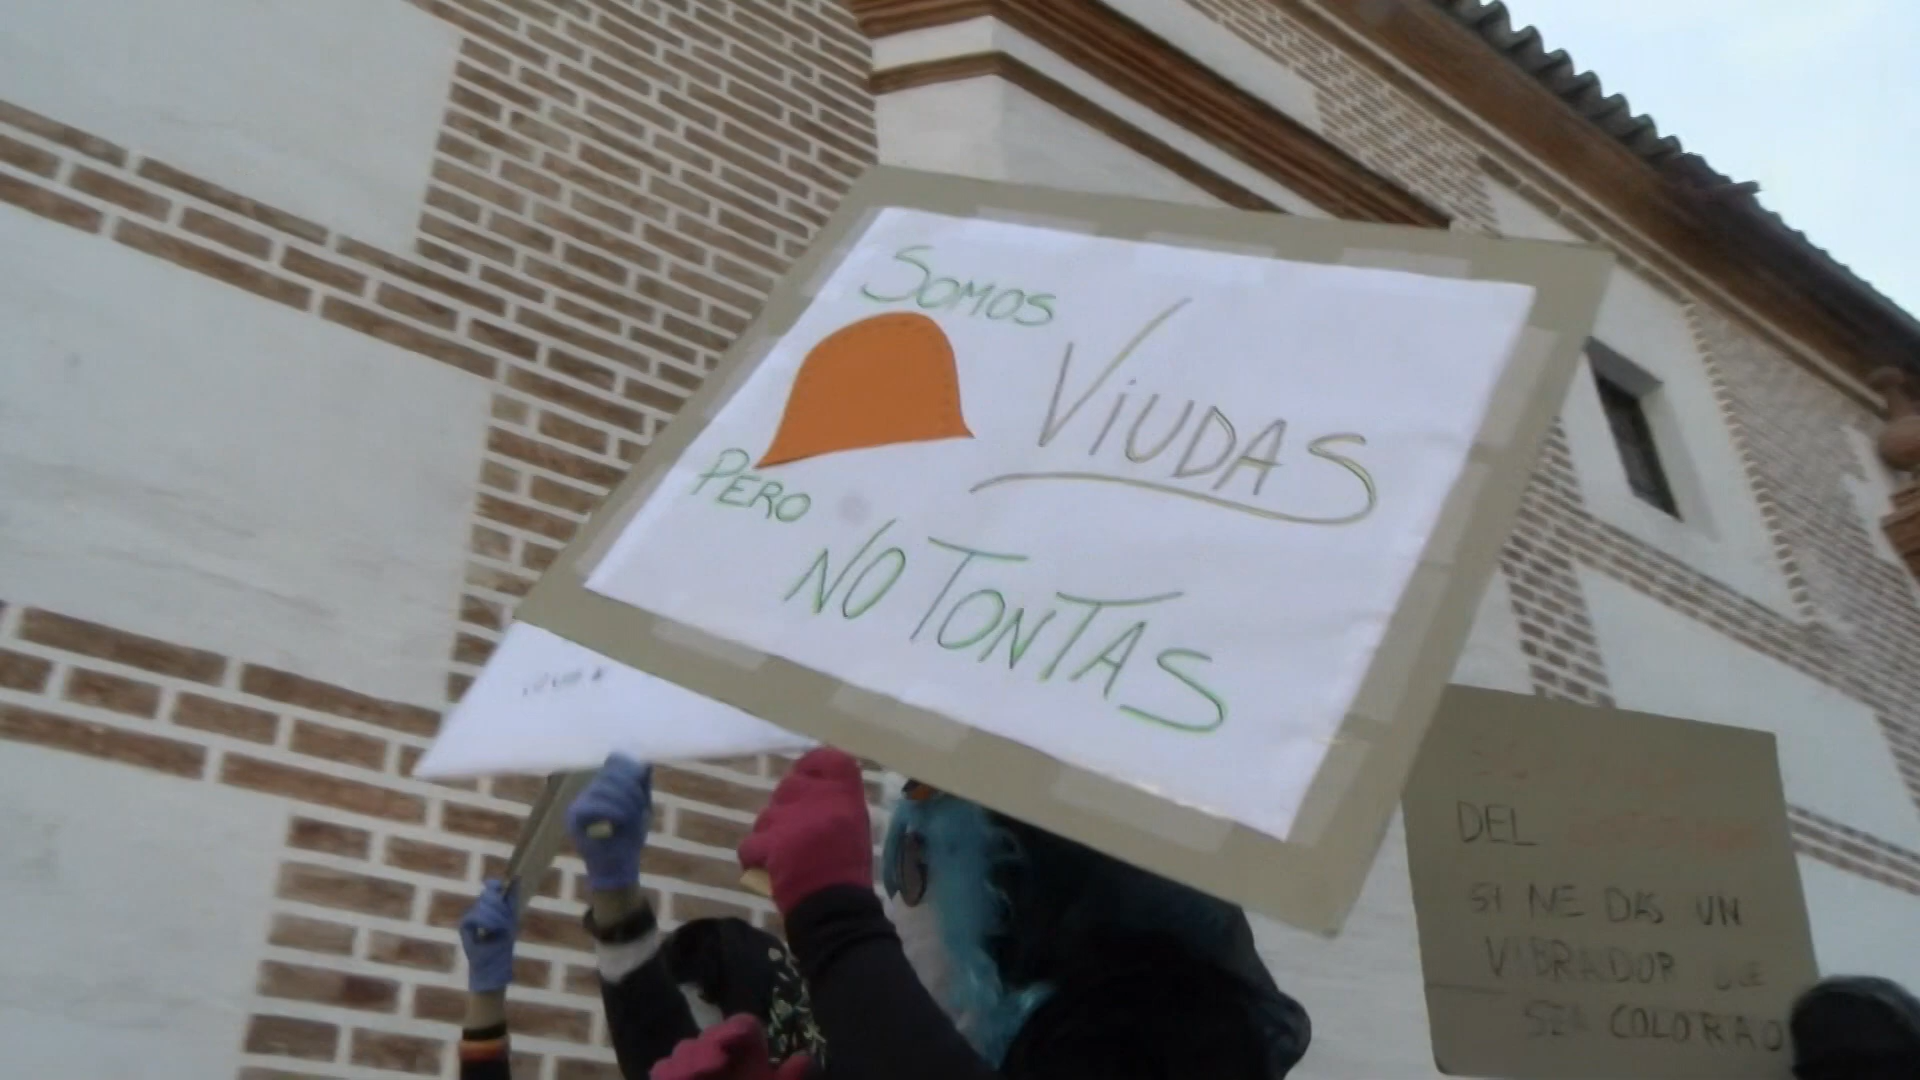 SOMOS
VIUDAS
PERO
NO TONTAS
DEL
SI ME DAS UN
VIBRADOR QUE
SEA COLORAO